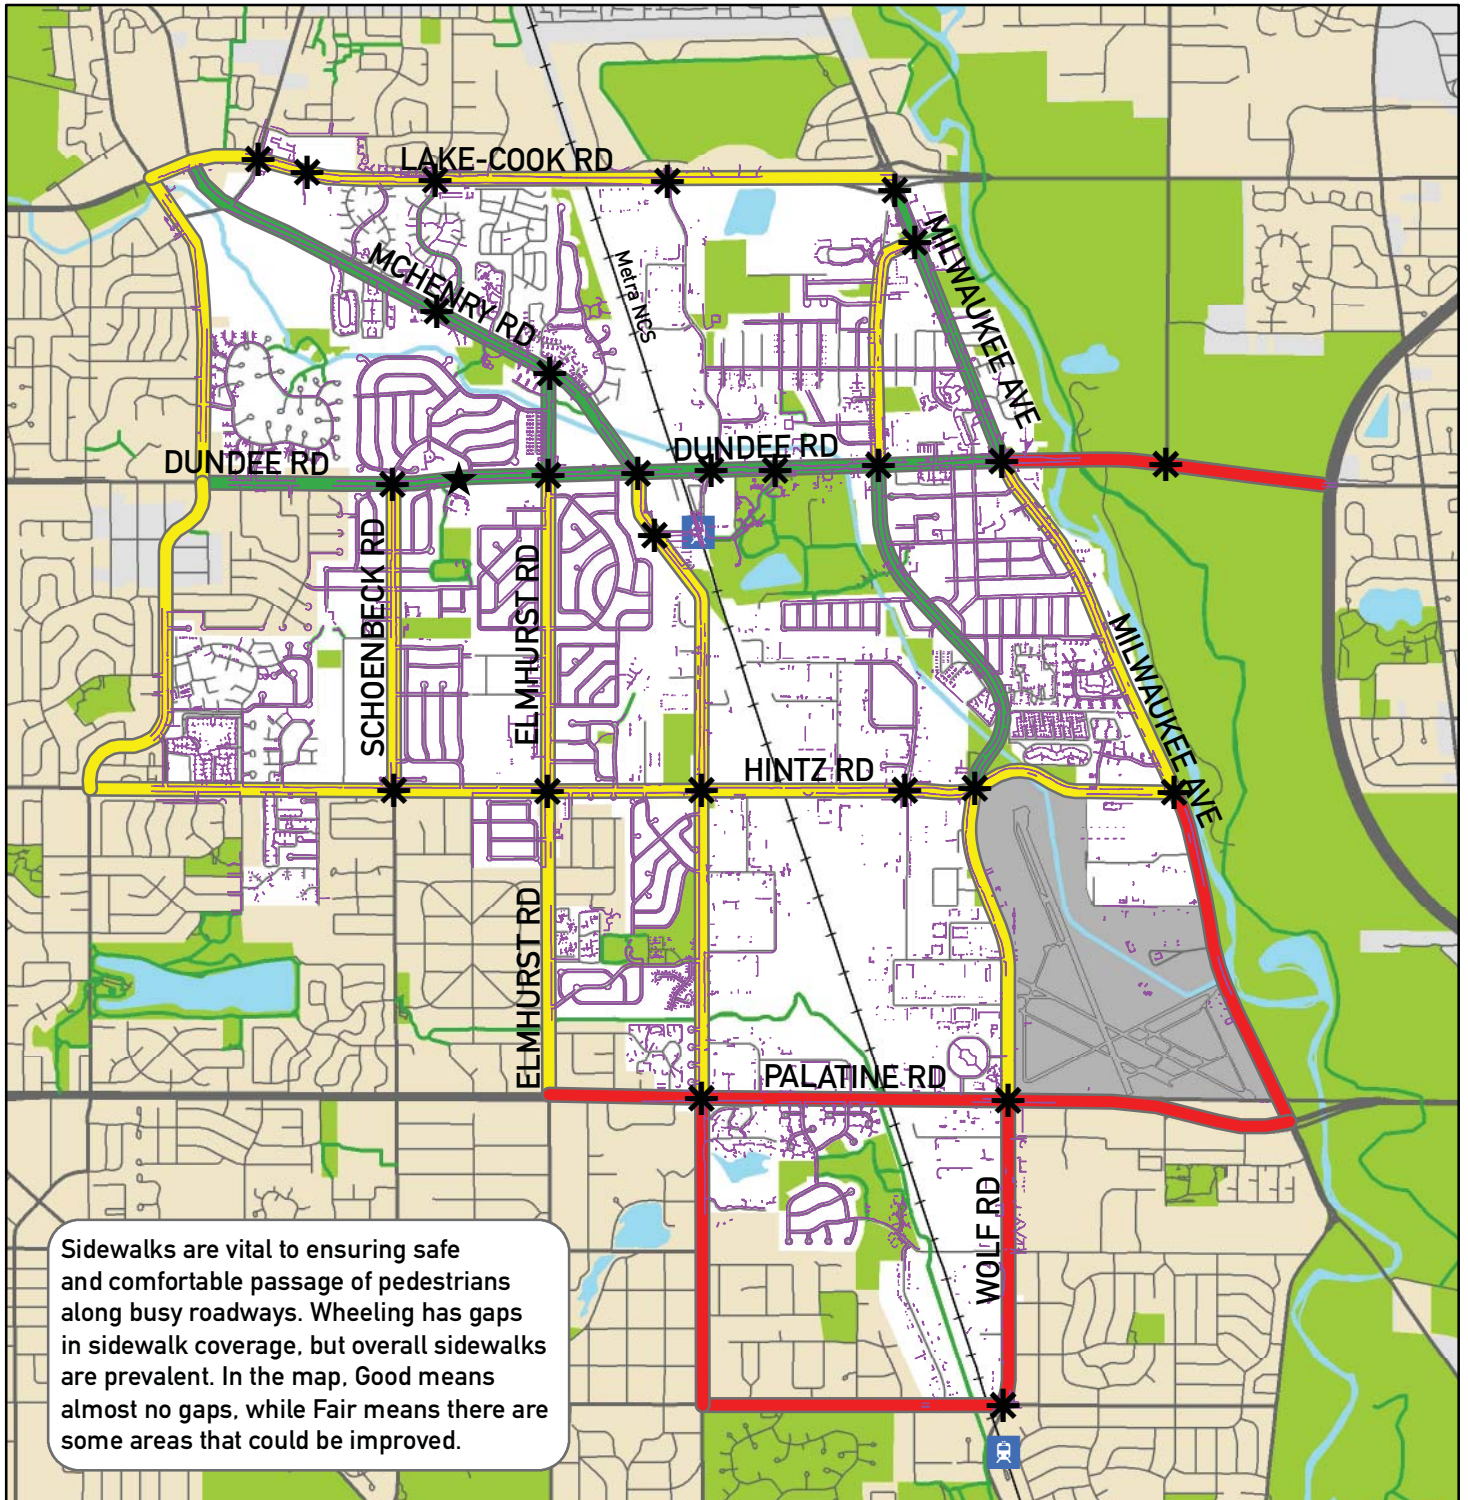 LAKE-COOK RD
MCHENRY RD
Metra NCS
MILWAUKEE AVE
DUNDEE RD
DUNDEE RD
SCHOENBECK RD
ELMHURST RD
MILWAUKEE AVE
HINTZ RD
ELMHURST RD
PALATINE RD
WOLF RD
Sidewalks are vital to ensuring safe
and comfortable passage of pedestrians
along busy roadways. Wheeling has gaps
in sidewalk coverage, but overall sidewalks
are prevalent. In the map, Good means
almost no gaps, while Fair means there are
some areas that could be improved.